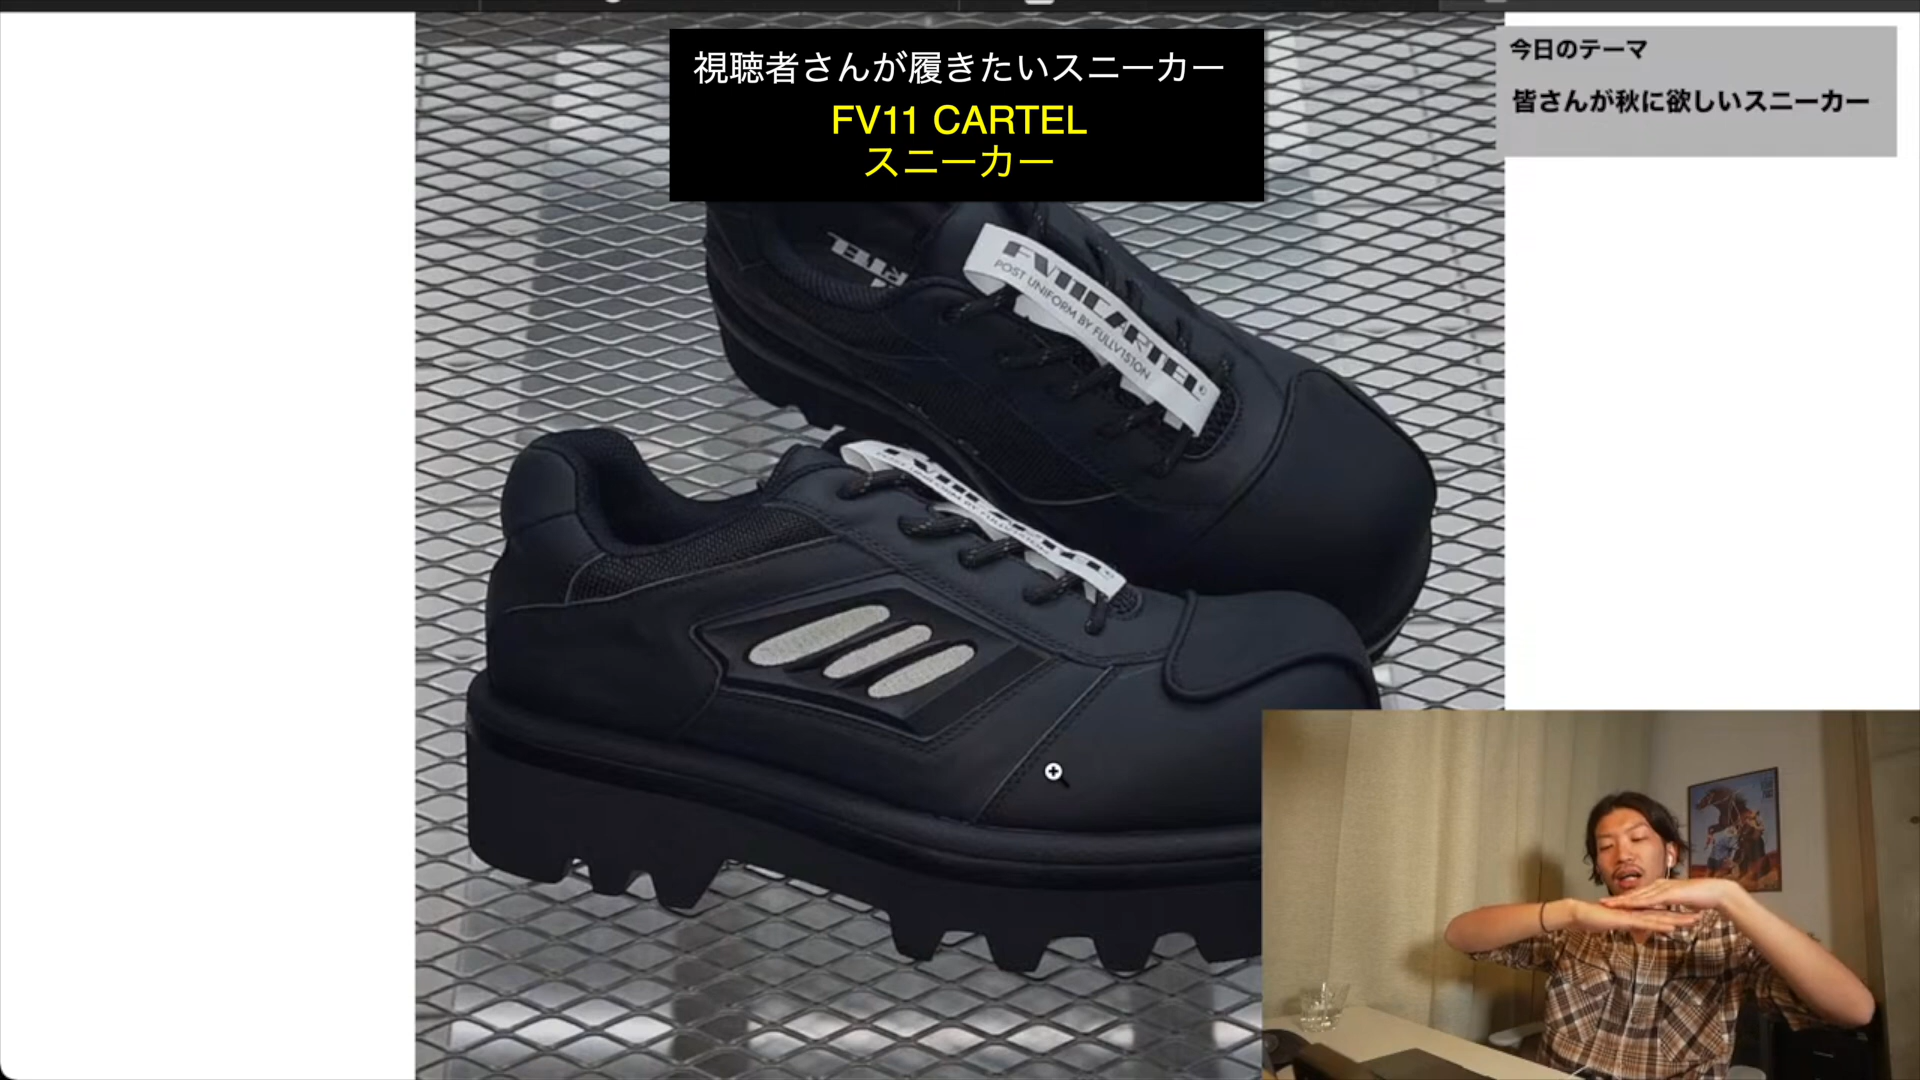 視聴者さんが履きたいスニーカー
FV11 CARTEL
スニーカー
今日のテーマ
皆さんが秋に欲しいスニーカー
FV11CARTEL
POST UNIFORM BY FULLV1S1ON